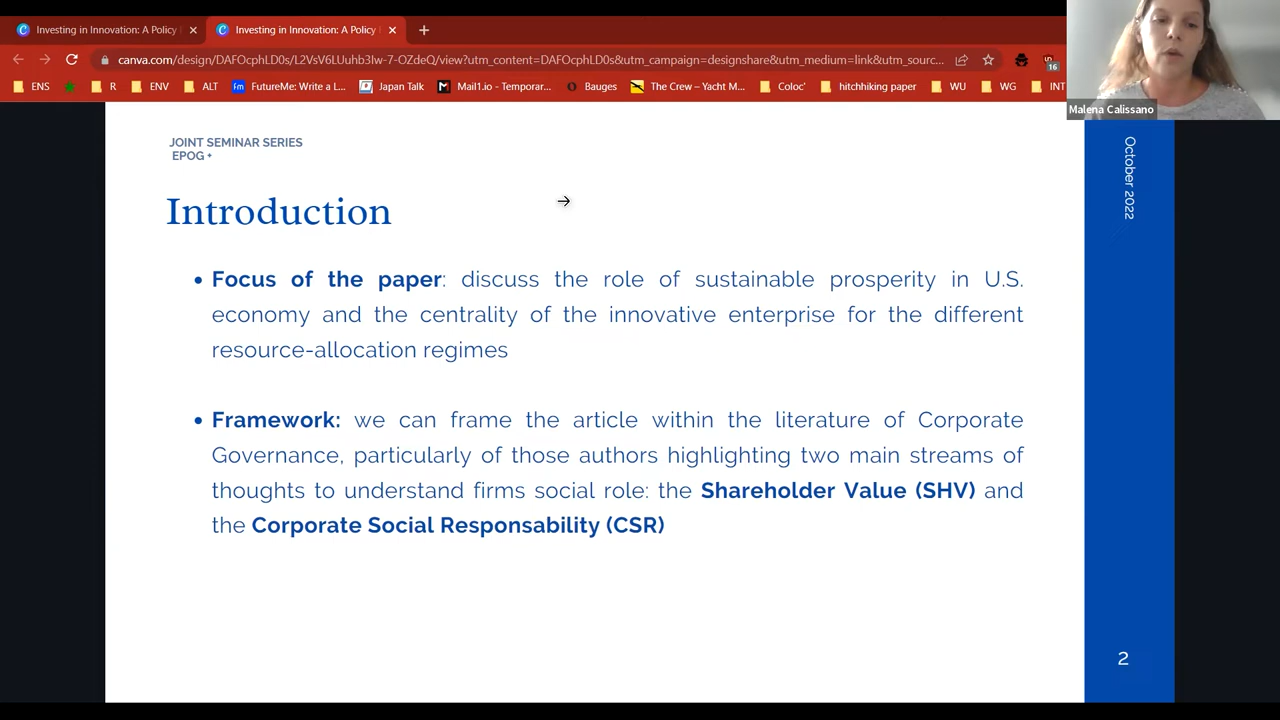 Investing in Innovation: A Policy
Investing in Innovation: A Policy
canva.com/design/DAFOcphLD0s/L2VsV6LUuhb3Iw-7-OZdeQ/view?utm_content=DAFOcphLD0s&utm_campaign=designshare&utm_medium=link&utm_sourc...
16
ENS R ENV ALT FutureMe: Write a L... Japan Talk Mail1.io - Temporar... Bauges The Crew – Yacht M... Coloc' hitchhiking paper WU WG INT
Malena Calissano
JOINT SEMINAR SERIES
EPOG +
October 2022
Introduction
• Focus of the paper: discuss the role of sustainable prosperity in U.S.
economy and the centrality of the innovative enterprise for the different
resource-allocation regimes
• Framework: we can frame the article within the literature of Corporate
Governance, particularly of those authors highlighting two main streams of
thoughts to understand firms social role: the Shareholder Value (SHV) and
the Corporate Social Responsability (CSR)
2